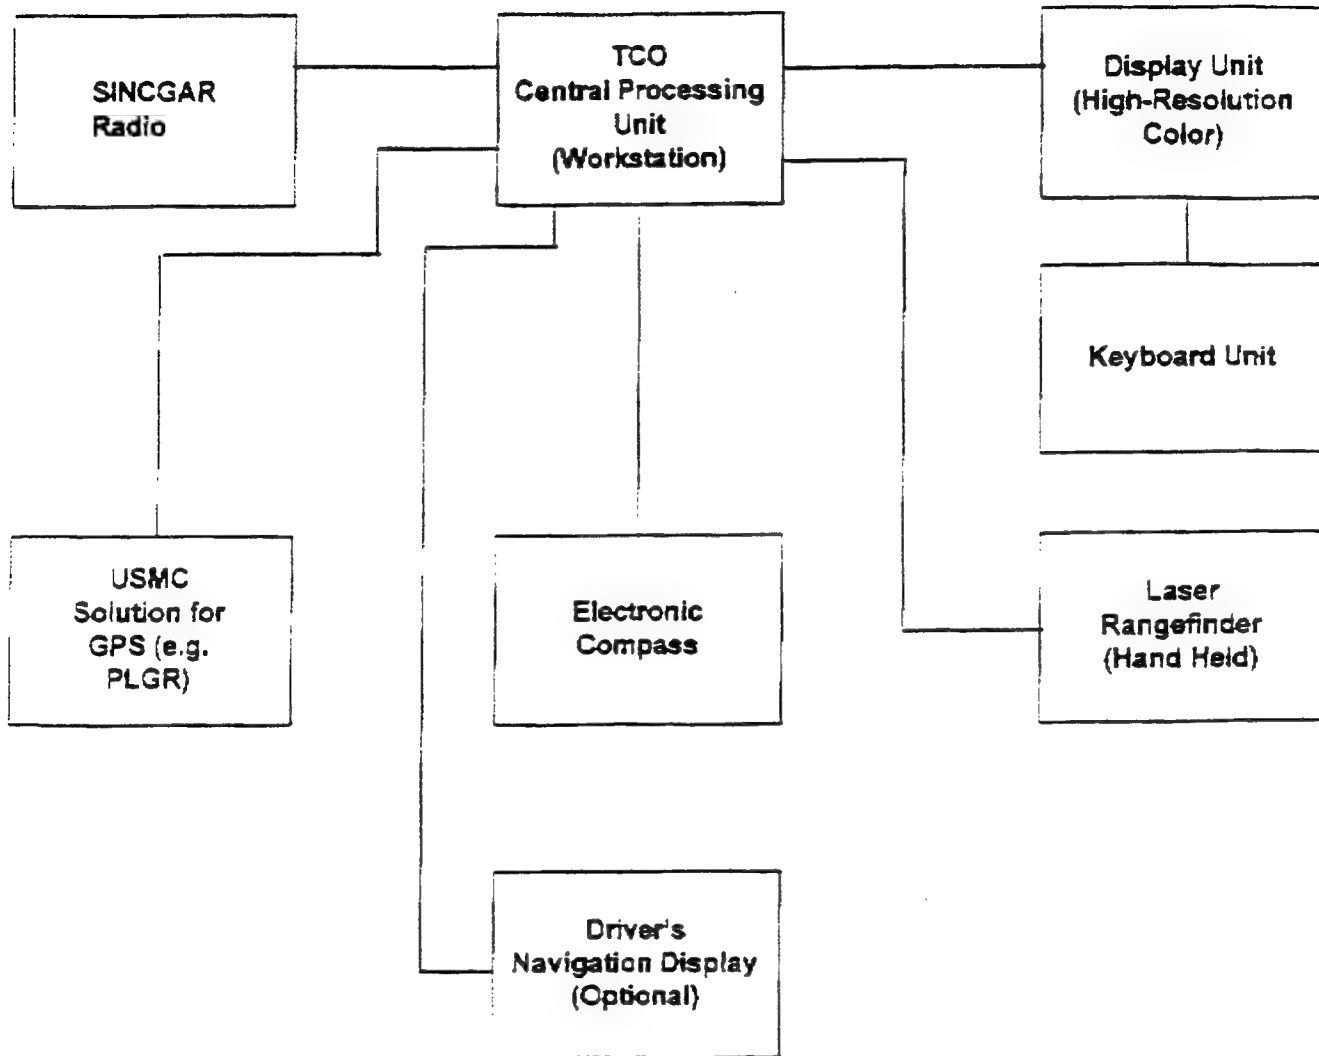 SINCGAR
Radio
TCO
Central Processing
Unit
(Workstation)
Display Unit
(High-Resolution
Color)
Keyboard Unit
USMC
Solution for
GPS (e.g.
PLGR)
Electronic
Compass
Laser
Rangefinder
(Hand Held)
Driver's
Navigation Display
(Optional)